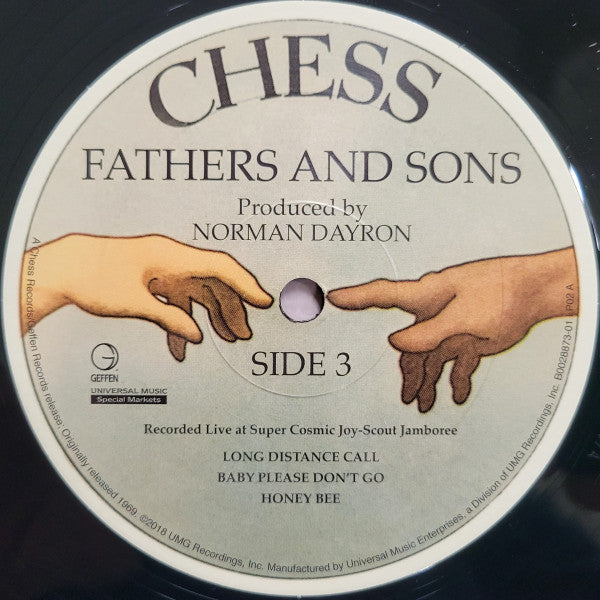 CHESS
FATHERS AND SONS
Produced by
NORMAN DAYRON
SIDE 3
G
GEFFEN
UNIVERSAL MUSIC
Special Markets
Recorded Live at Super Cosmic Joy-Scout Jamboree
LONG DISTANCE CALL
BABY PLEASE DON'T GO
HONEY BEE
A Chess Records/Geffen Records release. Originally released 1969. ©2018 UMG Recordings, Inc. Manufactured by Universal Music Enterprises, a Division of UMG Recordings, Inc. B0028873-01 P02 A